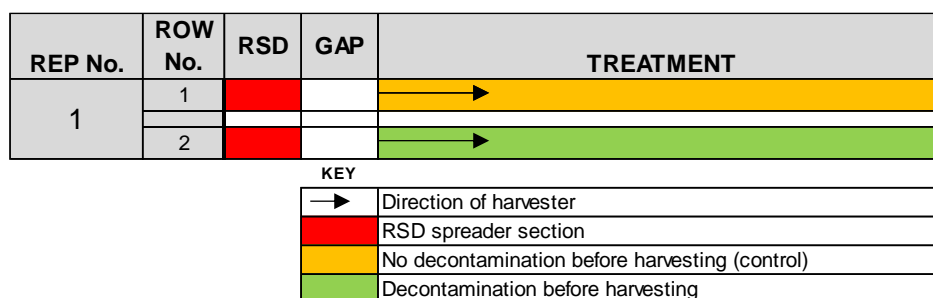 REP No. ROW No. RSD GAP TREATMENT
1
1
2
KEY
Direction of harvester
RSD spreader section
No decontamination before harvesting (control)
Decontamination before harvesting